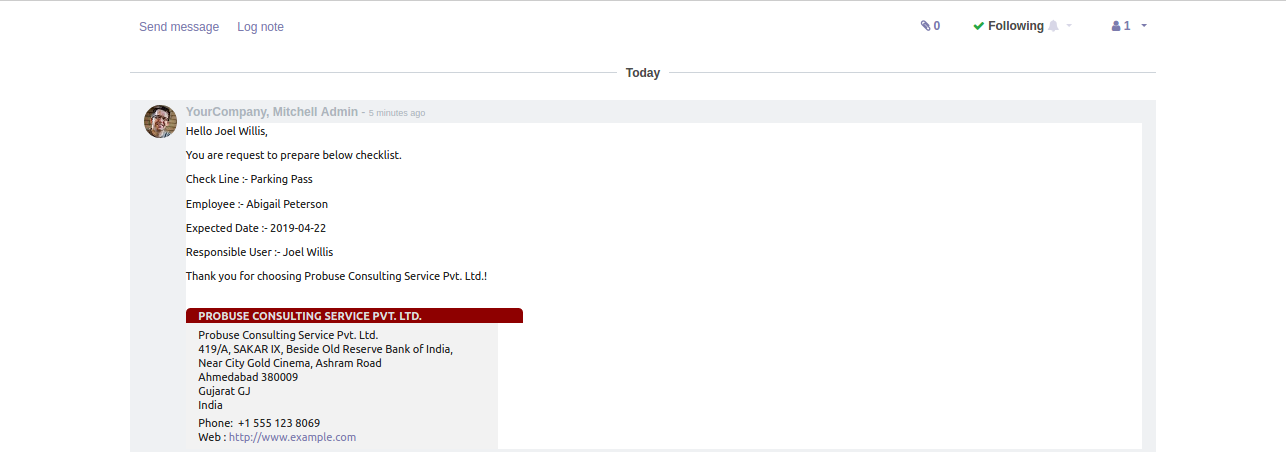 Send message Log note 0 Following 1
Today
YourCompany, Mitchell Admin - 5 minutes ago
Hello Joel Willis,
You are request to prepare below checklist.
Check Line :- Parking Pass
Employee :- Abigail Peterson
Expected Date :- 2019-04-22
Responsible User :- Joel Willis
Thank you for choosing Probuse Consulting Service Pvt. Ltd.!
PROBUSE CONSULTING SERVICE PVT. LTD.
Probuse Consulting Service Pvt. Ltd.
419/A, SAKAR IX, Beside Old Reserve Bank of India,
Near City Gold Cinema, Ashram Road
Ahmedabad 380009
Gujarat GJ
India
Phone: +1 555 123 8069
Web : http://www.example.com